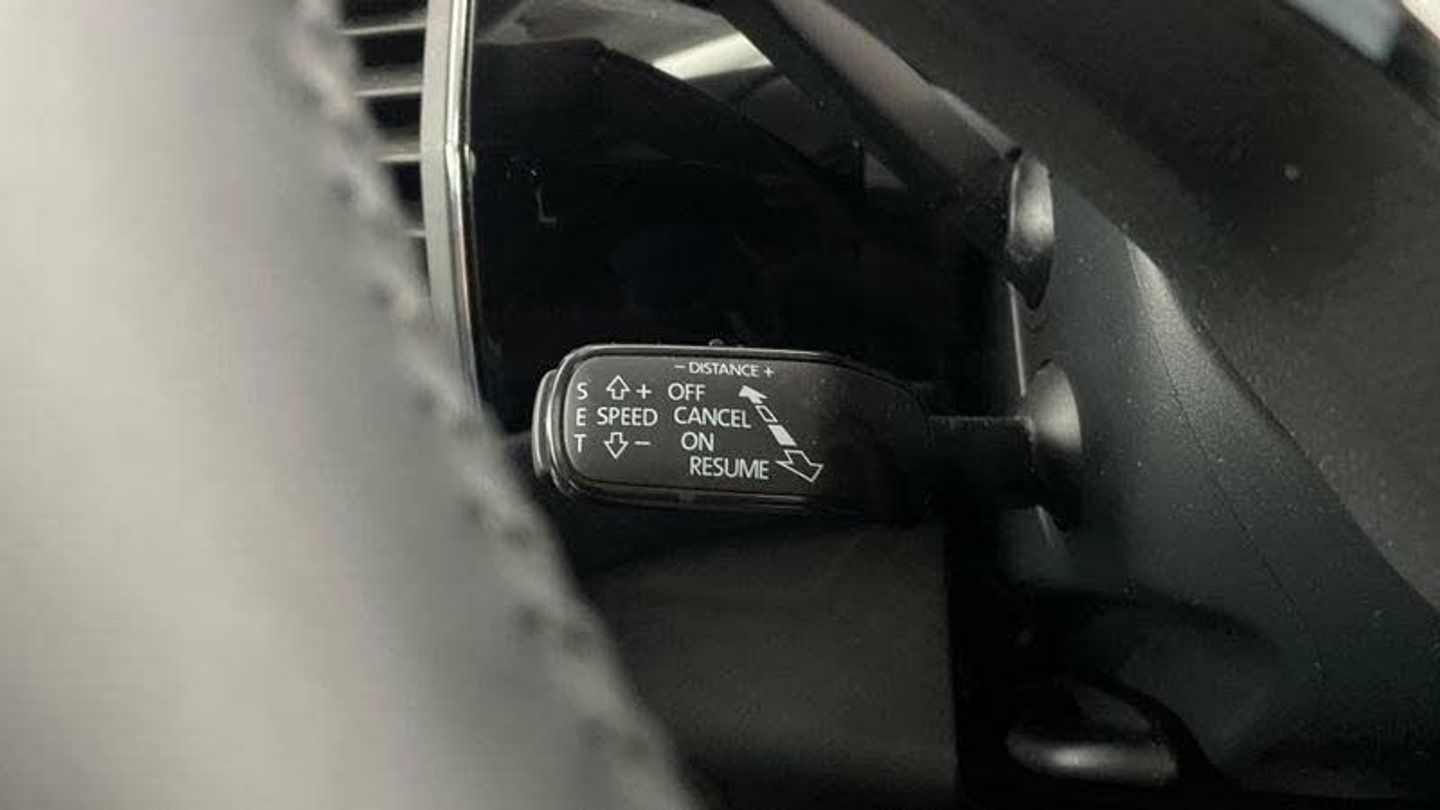 - DISTANCE +
S + OFF
E SPEED CANCEL
T - ON
RESUME